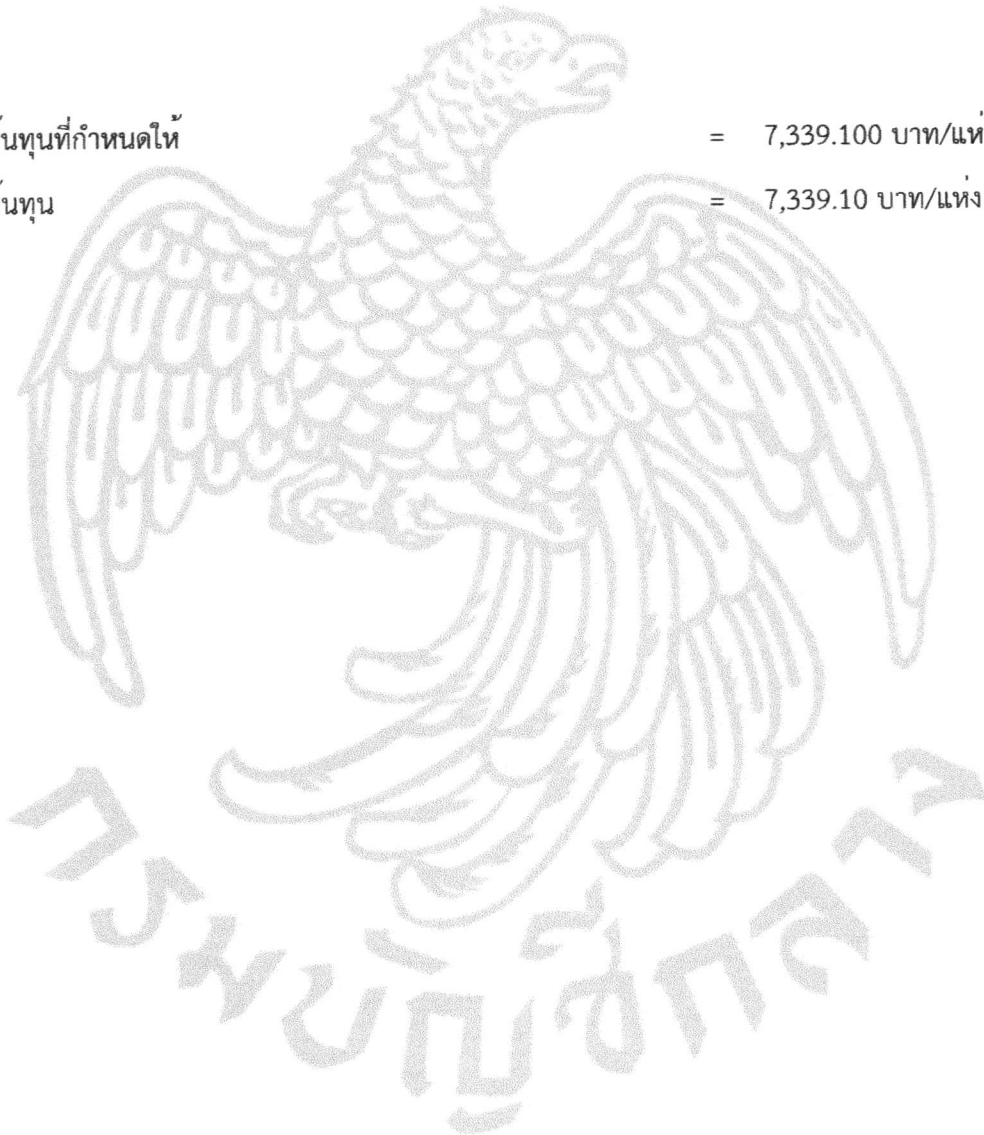 ้นทุนที่กำหนดให้ = 7,339.100 บาท/แห่
้นทุน = 7,339.10 บาท/แห่ง
กรมบัญชีกลาง